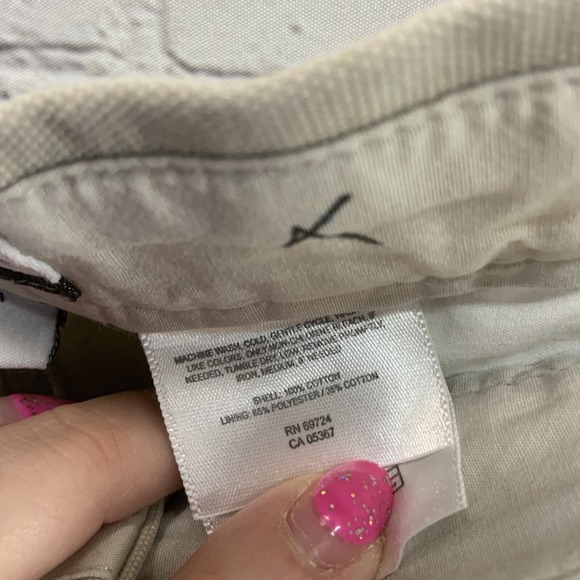 MACHINE WASH, COLD, GENTLE CYCLE,
LIKE COLORS, ONLY NON-CHLORINE BLEACH, IF
NEEDED, TUMBLE DRY, LOW, REMOVE PROMPTLY,
IRON, MEDIUM, IF NEEDED
SHELL: 100% COTTON
LINING: 65% POLYESTER / 35% COTTON
RN 69724
CA 05367